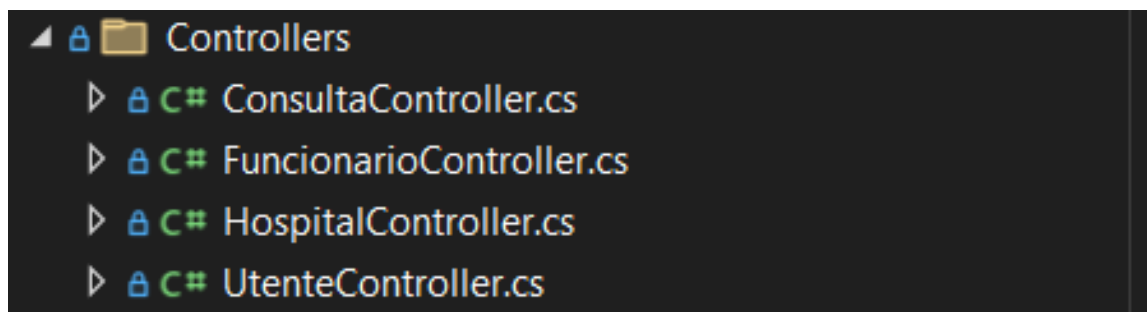 Controllers
C# ConsultaController.cs
C# FuncionarioController.cs
C# HospitalController.cs
C# UtenteController.cs